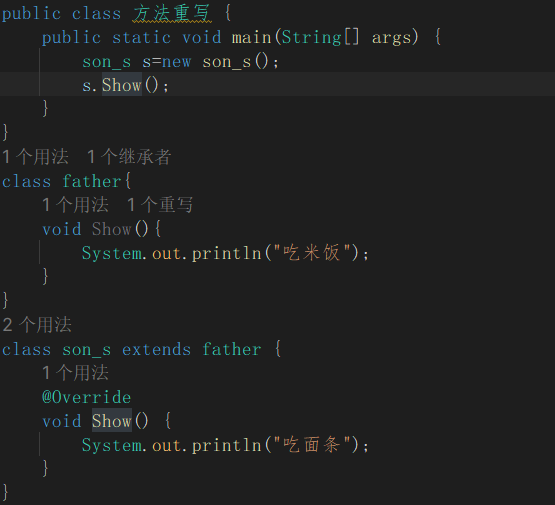 public class 方法重写 {
public static void main(String[] args) {
son_s s=new son_s();
s.Show();
}
}
1 个用法 1 个继承者
class father{
1 个用法 1 个重写
void Show(){
System.out.println("吃米饭");
}
}
2 个用法
class son_s extends father {
1 个用法
@Override
void Show() {
System.out.println("吃面条");
}
}